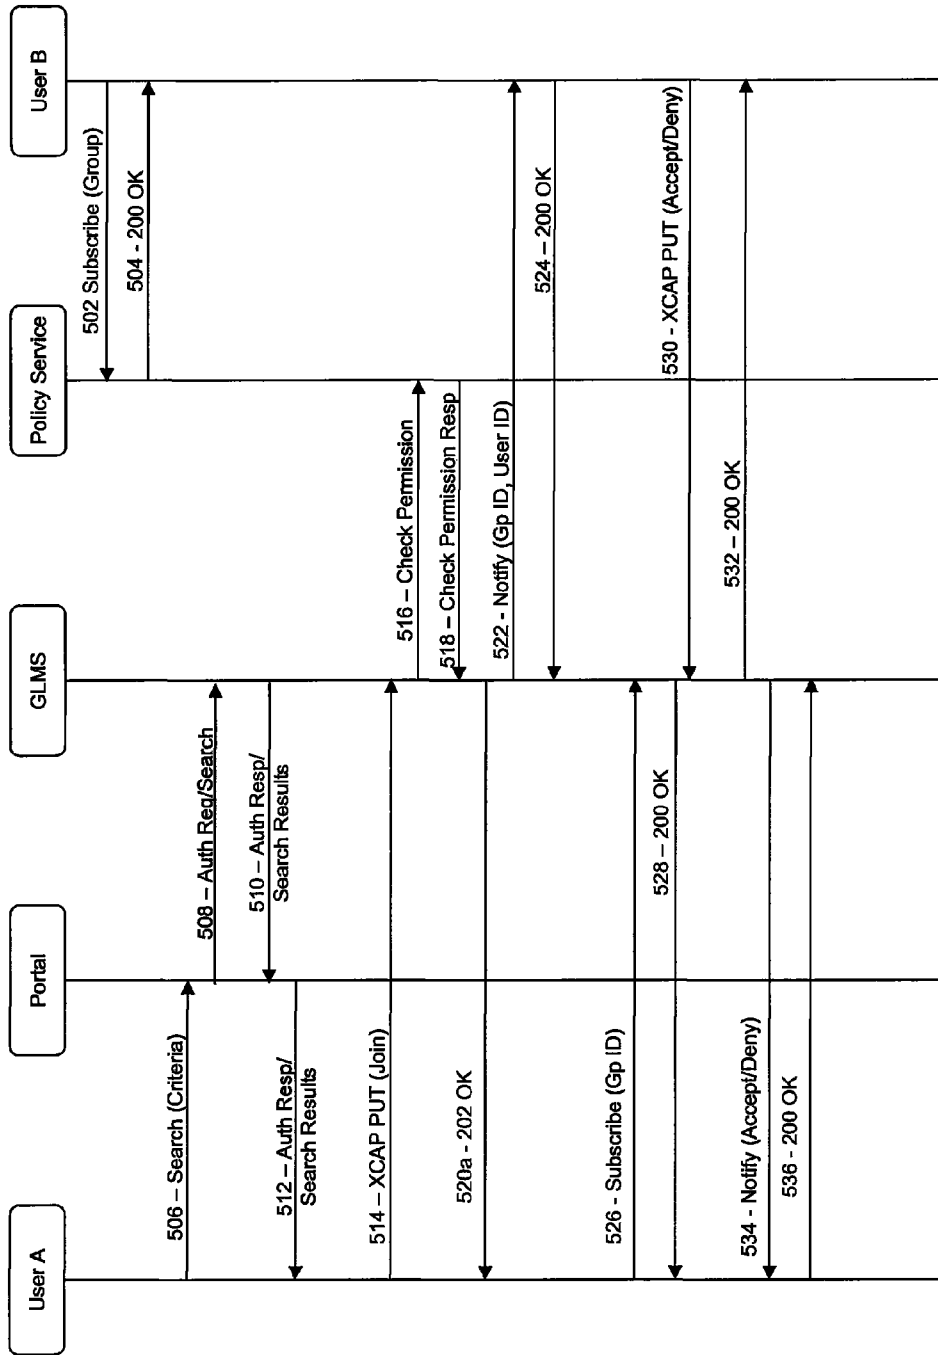 User A
Portal
GLMS
Policy Service
User B
502 Subscribe (Group)
504 - 200 OK
506 – Search (Criteria)
508 – Auth Req/Search
510 – Auth Resp/
Search Results
512 – Auth Resp/
Search Results
514 – XCAP PUT (Join)
516 – Check Permission
518 – Check Permission Resp
520a - 202 OK
522 - Notify (Gp ID, User ID)
524 – 200 OK
526 - Subscribe (Gp ID)
528 – 200 OK
530 - XCAP PUT (Accept/Deny)
532 – 200 OK
534 - Notify (Accept/Deny)
536 - 200 OK